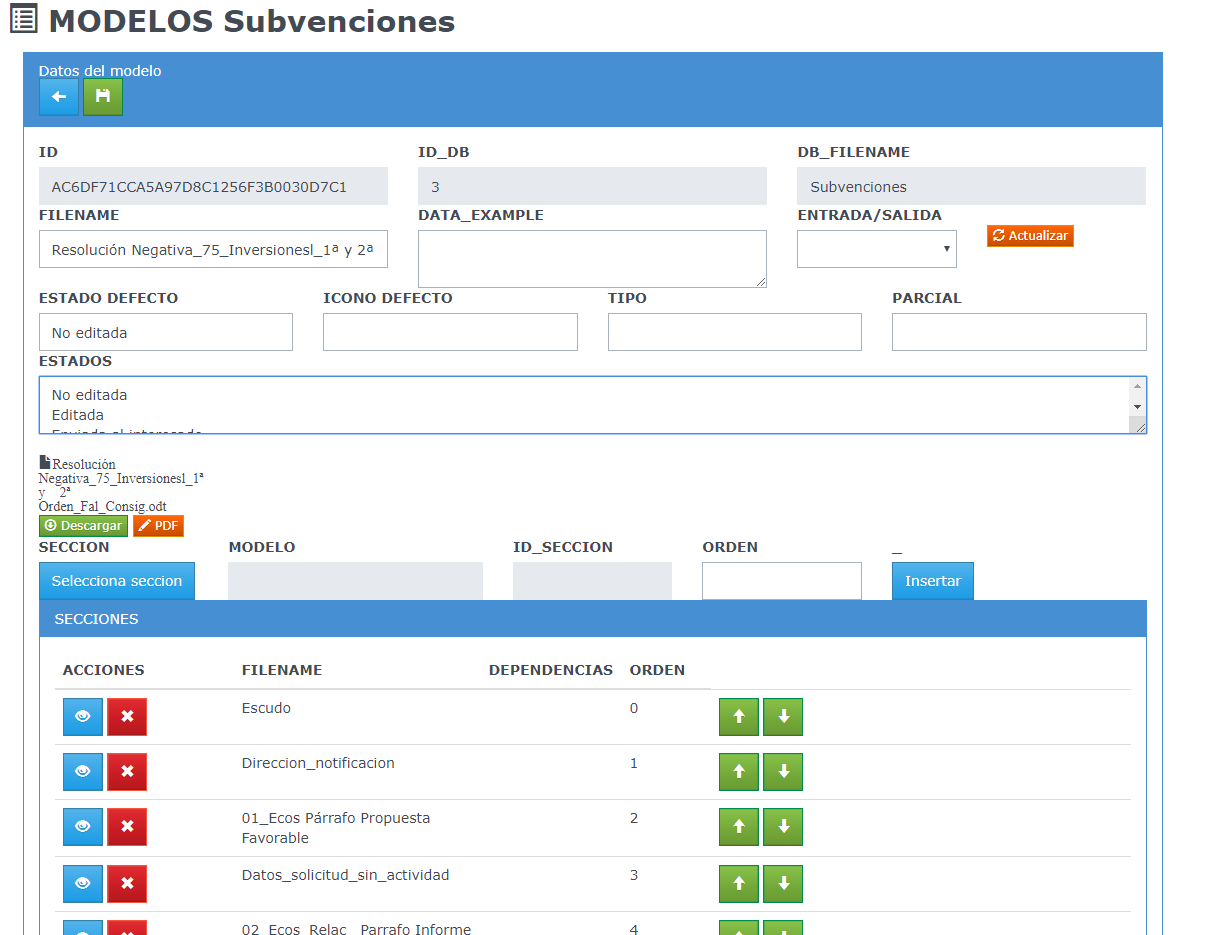 MODELOS Subvenciones
Datos del modelo
ID ID_DB DB_FILENAME
AC6DF71CCA5A97D8C1256F3B0030D7C1 3 Subvenciones
FILENAME DATA_EXAMPLE ENTRADA/SALIDA
Actualizar
Resolución Negativa_75_Inversionesl_1ª y 2ª
ESTADO DEFECTO ICONO DEFECTO TIPO PARCIAL
No editada
ESTADOS
No editada
Editada
Enviada al interesado
Resolución
Negativa_75_Inversionesl_1ª
y 2ª
Orden_Fal_Consig.odt
Descargar PDF
SECCION MODELO ID_SECCION ORDEN _
Selecciona seccion Insertar
SECCIONES
ACCIONES FILENAME DEPENDENCIAS ORDEN
Escudo 0
Direccion_notificacion 1
01_Ecos Párrafo Propuesta 2
Favorable
Datos_solicitud_sin_actividad 3
02_Ecos_Relac_ Parrafo Informe 4